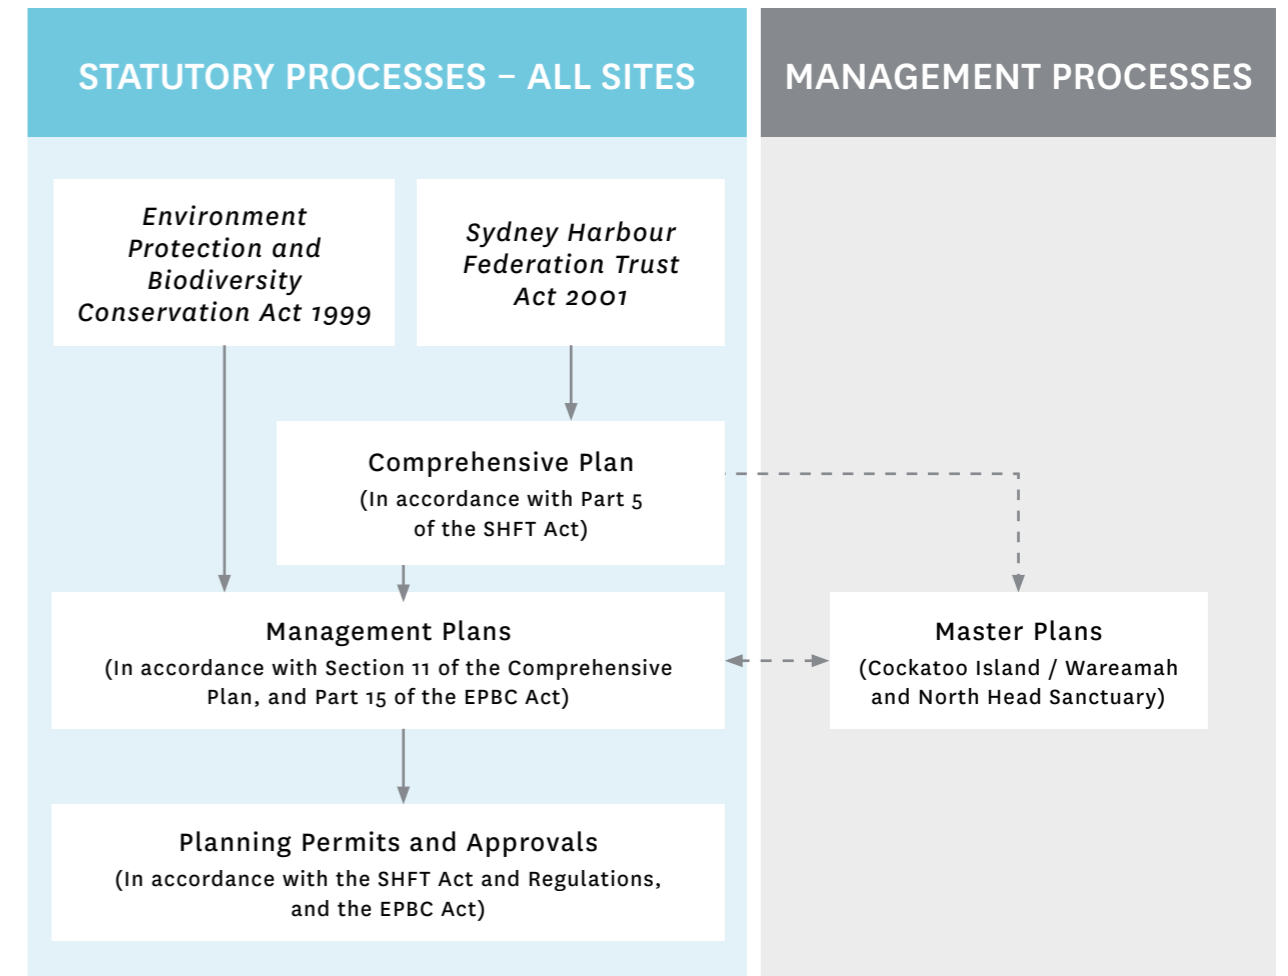 STATUTORY PROCESSES – ALL SITES
MANAGEMENT PROCESSES
Environment
Protection and
Biodiversity
Conservation Act 1999
Sydney Harbour
Federation Trust
Act 2001
Comprehensive Plan
(In accordance with Part 5
of the SHFT Act)
Management Plans
(In accordance with Section 11 of the Comprehensive
Plan, and Part 15 of the EPBC Act)
Master Plans
(Cockatoo Island / Wareamah
and North Head Sanctuary)
Planning Permits and Approvals
(In accordance with the SHFT Act and Regulations,
and the EPBC Act)